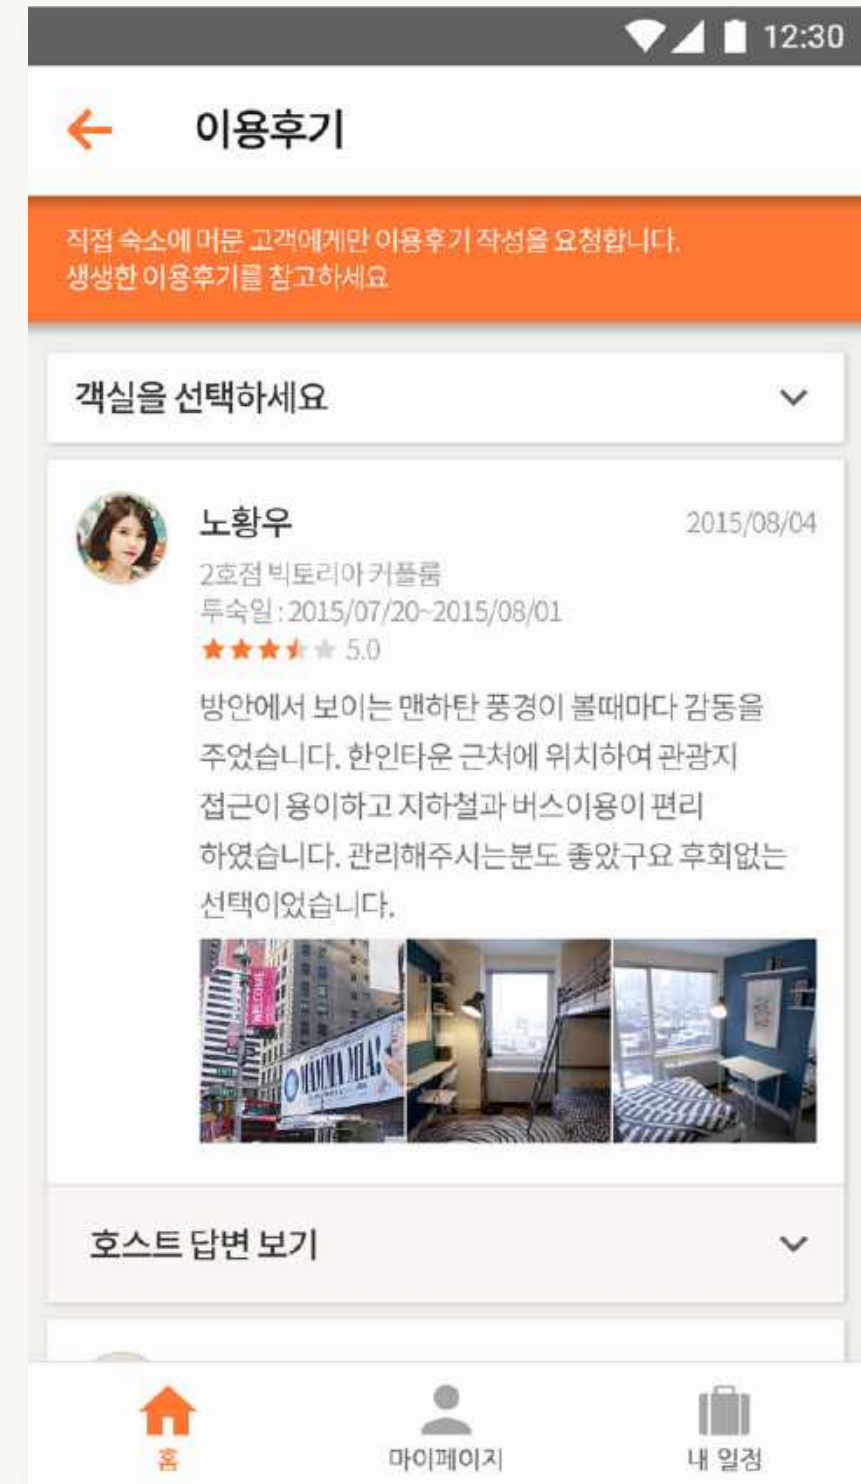 12:30
이용후기
직접 숙소에 머문 고객에게만 이용후기 작성을 요청합니다.
생생한 이용후기를 참고하세요
객실을 선택하세요
노황우
2015/08/04
2호점 빅토리아 커플룸
투숙일 : 2015/07/20~2015/08/01
5.0
방안에서 보이는 맨하탄 풍경이 볼때마다 감동을
주었습니다. 한인타운 근처에 위치하여 관광지
접근이 용이하고 지하철과 버스이용이 편리
하였습니다. 관리해주시는분도 좋았구요 후회없는
선택이었습니다.
WELCOME
MAMMA MIA!
호스트 답변 보기
홈
마이페이지
내 일정